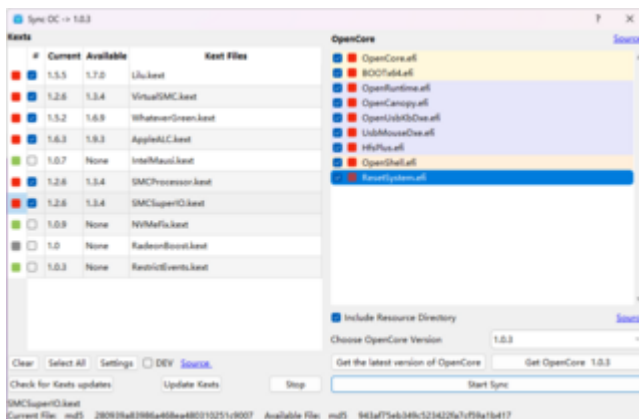 Sync OC -> 1.0.3
? X
Kexts
# Current Available Kext Files
1.5.5 1.7.0 Lilu.kext
1.2.6 1.3.4 VirtualSMC.kext
1.5.2 1.6.9 WhateverGreen.kext
1.6.3 1.9.3 AppleALC.kext
1.0.7 None IntelMausi.kext
1.2.6 1.3.4 SMCProcessor.kext
1.2.6 1.3.4 SMCSuperIO.kext
1.0.9 None NVMeFix.kext
1.0 None RadeonBoost.kext
1.0.3 None RestrictEvents.kext
Clear Select All Settings DEV Source
Check for Kexts updates Update Kexts Stop
OpenCore Source
OpenCore.efi
BOOTx64.efi
OpenRuntime.efi
OpenCanopy.efi
OpenUsbKbDxe.efi
UsbMouseDxe.efi
HfsPlus.efi
OpenShell.efi
ResetSystem.efi
Include Resource Directory Source
Choose OpenCore Version 1.0.3
Get the latest version of OpenCore Get OpenCore 1.0.3
Start Sync
SMCSuperIO.kext
Current File: md5 Available File: md5